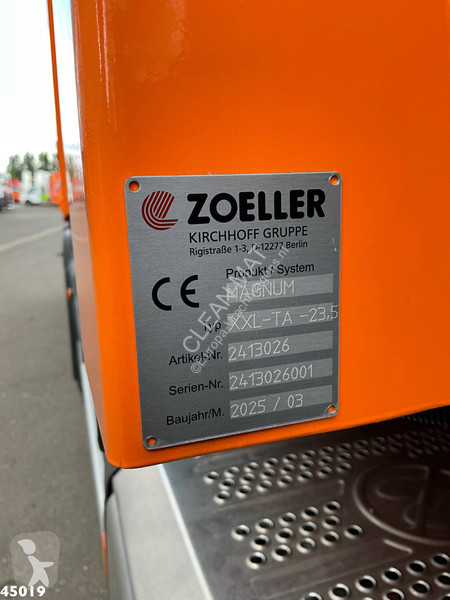 ZOELLER
KIRCHHOFF GRUPPE
Rigistraße 1-3, D-12277 Berlin
Produkt / System
CE
MAGNUM
Typ XXL-TA -23,5
Artikel-Nr. 2413026
Serien-Nr. 2413026001
Baujahr/M. 2025 / 03
CLEANMAT
45019